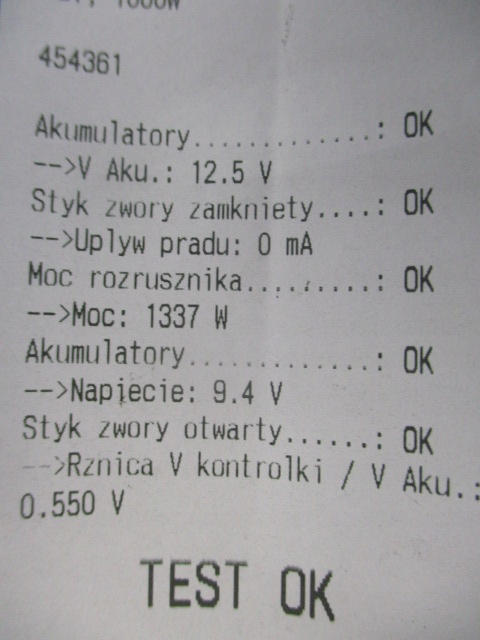 1000W
454361
Akumulatory..............: OK
-->V Aku.: 12.5 V
Styk zwory zamkniety....: OK
-->Uplyw pradu: 0 mA
Moc rozrusznika.........: OK
-->Moc: 1337 W
Akumulatory.............: OK
-->Napiecie: 9.4 V
Styk zwory otwarty......: OK
-->Rznica V kontrolki / V Aku.:
0.550 V
TEST OK